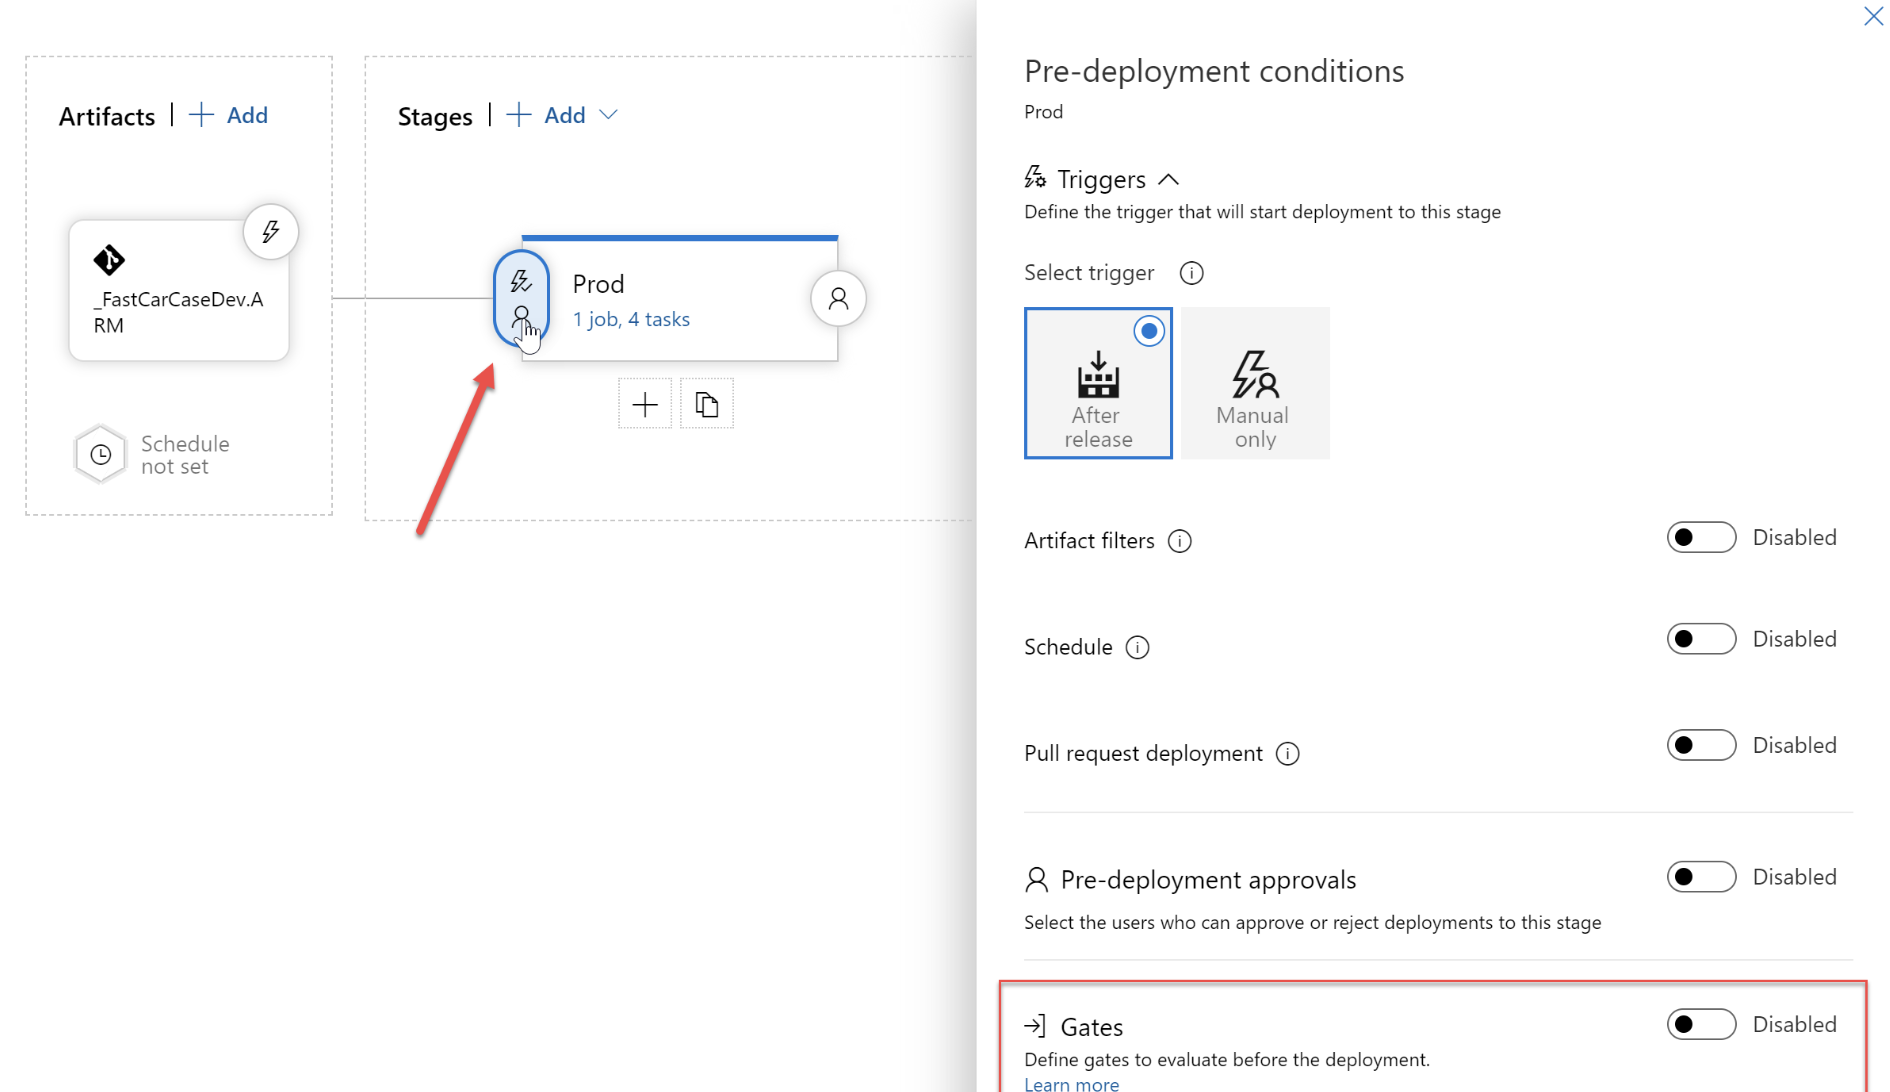 Artifacts | + Add
_FastCarCaseDev.A
RM
Schedule
not set
Stages | + Add
Prod
1 job, 4 tasks
Pre-deployment conditions
Prod
Triggers
Define the trigger that will start deployment to this stage
Select trigger
After
release
Manual
only
Artifact filters
Disabled
Schedule
Disabled
Pull request deployment
Disabled
Pre-deployment approvals
Disabled
Select the users who can approve or reject deployments to this stage
Gates
Disabled
Define gates to evaluate before the deployment.
Learn more